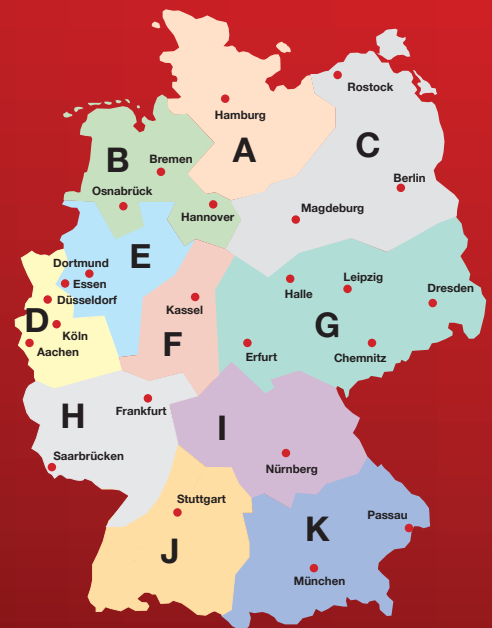 Rostock
Hamburg
A
C
B
Bremen
Berlin
Osnabrück
Hannover
Magdeburg
E
Dortmund
Essen
Düsseldorf
D
Köln
Aachen
Kassel
F
Halle
Leipzig
Dresden
G
Erfurt
Chemnitz
H
Frankfurt
I
Saarbrücken
Nürnberg
Stuttgart
J
Passau
K
München